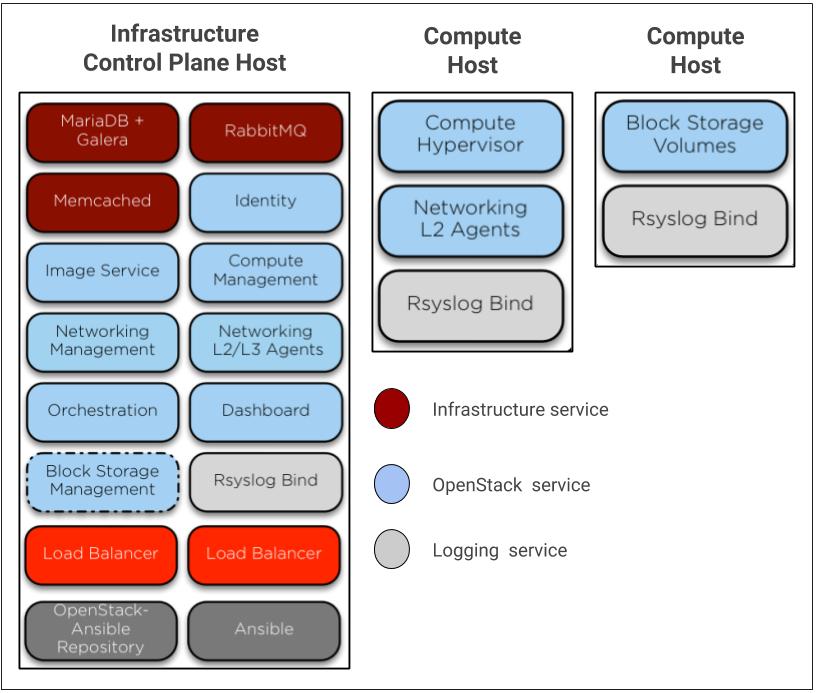 Infrastructure
Control Plane Host
MariaDB +
Galera
RabbitMQ
Memcached
Identity
Image Service
Compute
Management
Networking
Management
Networking
L2/L3 Agents
Orchestration
Dashboard
Block Storage
Management
Rsyslog Bind
Load Balancer
Load Balancer
OpenStack-
Ansible
Repository
Ansible
Compute
Host
Compute
Hypervisor
Networking
L2 Agents
Rsyslog Bind
Compute
Host
Block Storage
Volumes
Rsyslog Bind
Infrastructure service
OpenStack service
Logging service